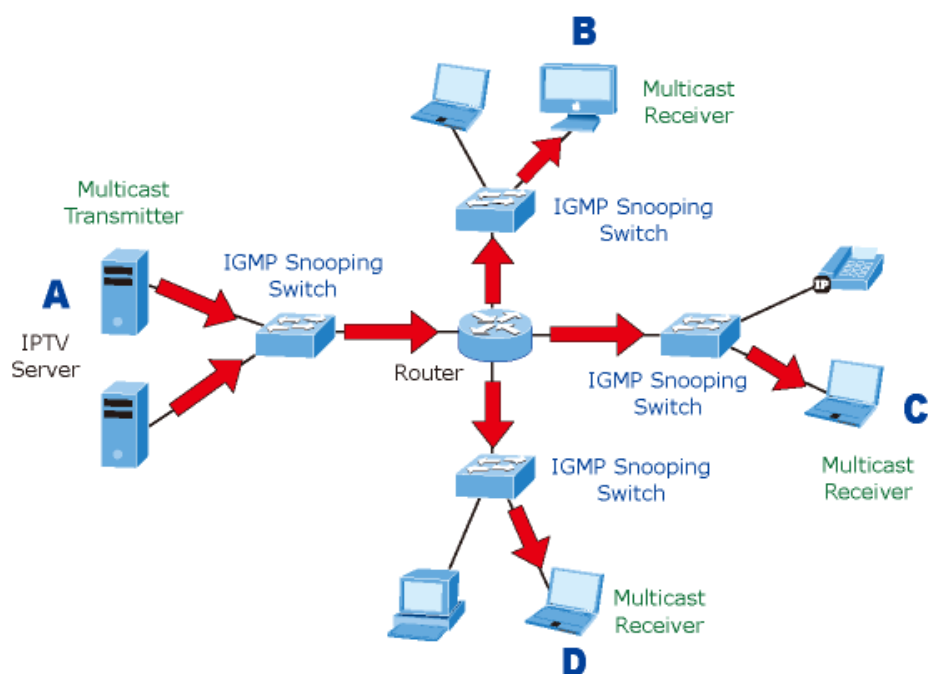 B
Multicast
Receiver
Multicast
Transmitter
IGMP Snooping
Switch
IGMP Snooping
Switch
A
IPTV
Server
IP
Router
IGMP Snooping
Switch
C
IGMP Snooping
Switch
Multicast
Receiver
Multicast
Receiver
D